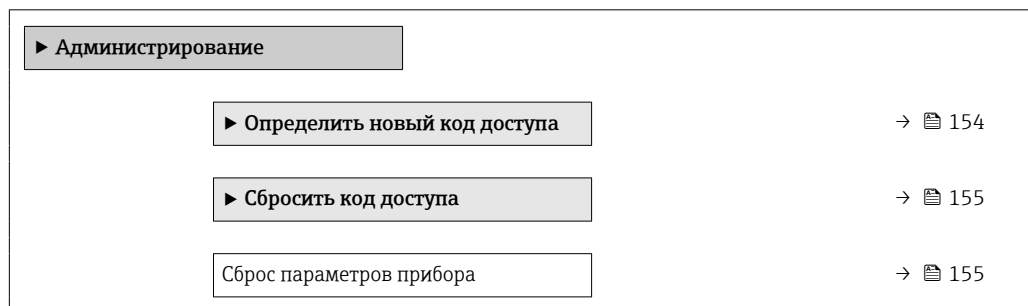 ▶ Администрирование
▶ Определить новый код доступа → 🖹 154
▶ Сбросить код доступа → 🖹 155
Сброс параметров прибора → 🖹 155